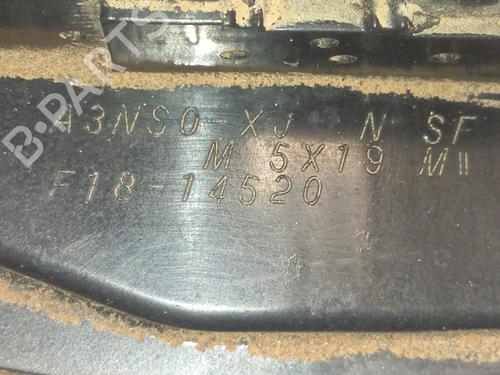 A3NS0-XJ N SF
M 5X19 M
F18-14520
B-PARTS